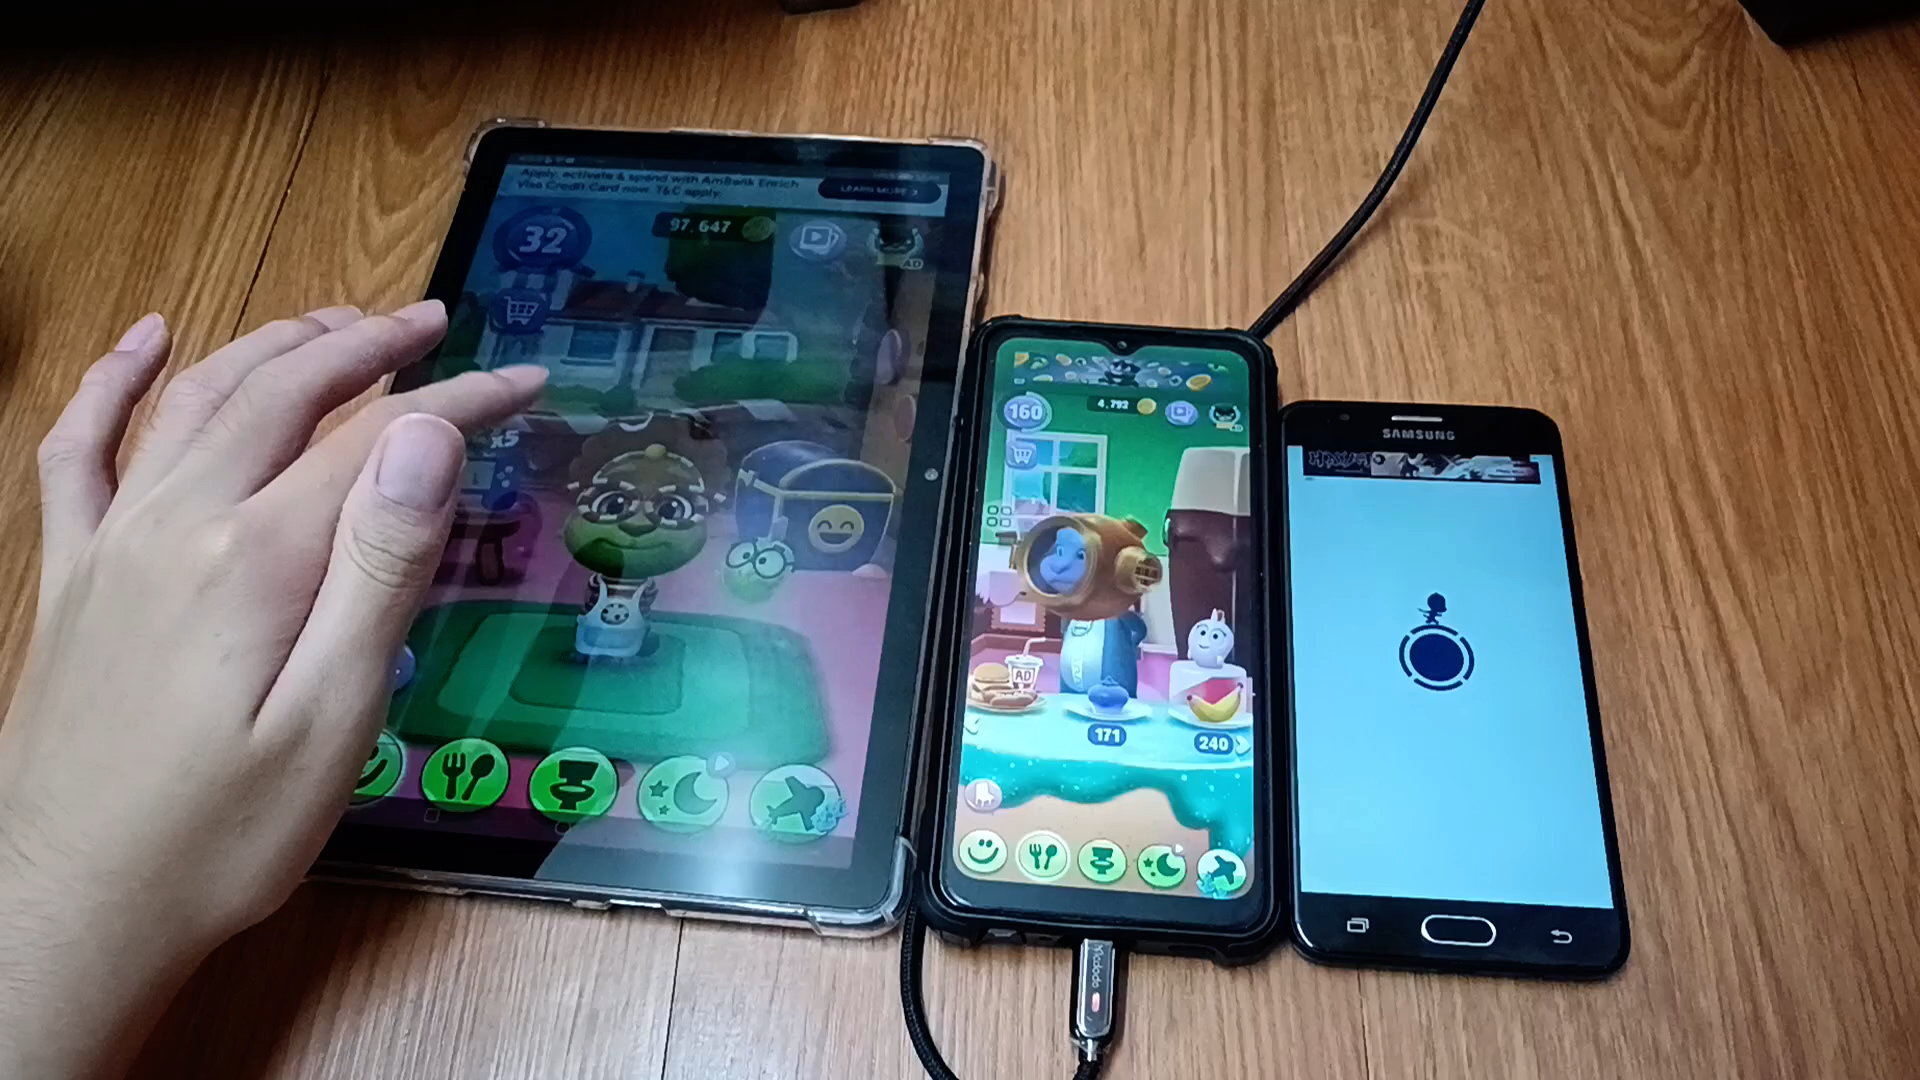 Apply, activate & spend with AmBank Enrich
Visa Credit Card now. T&C apply.
LEARN MORE >
32
97,647
AD
x5
160
4,792
AD
171
240
SAMSUNG
Mcdodo